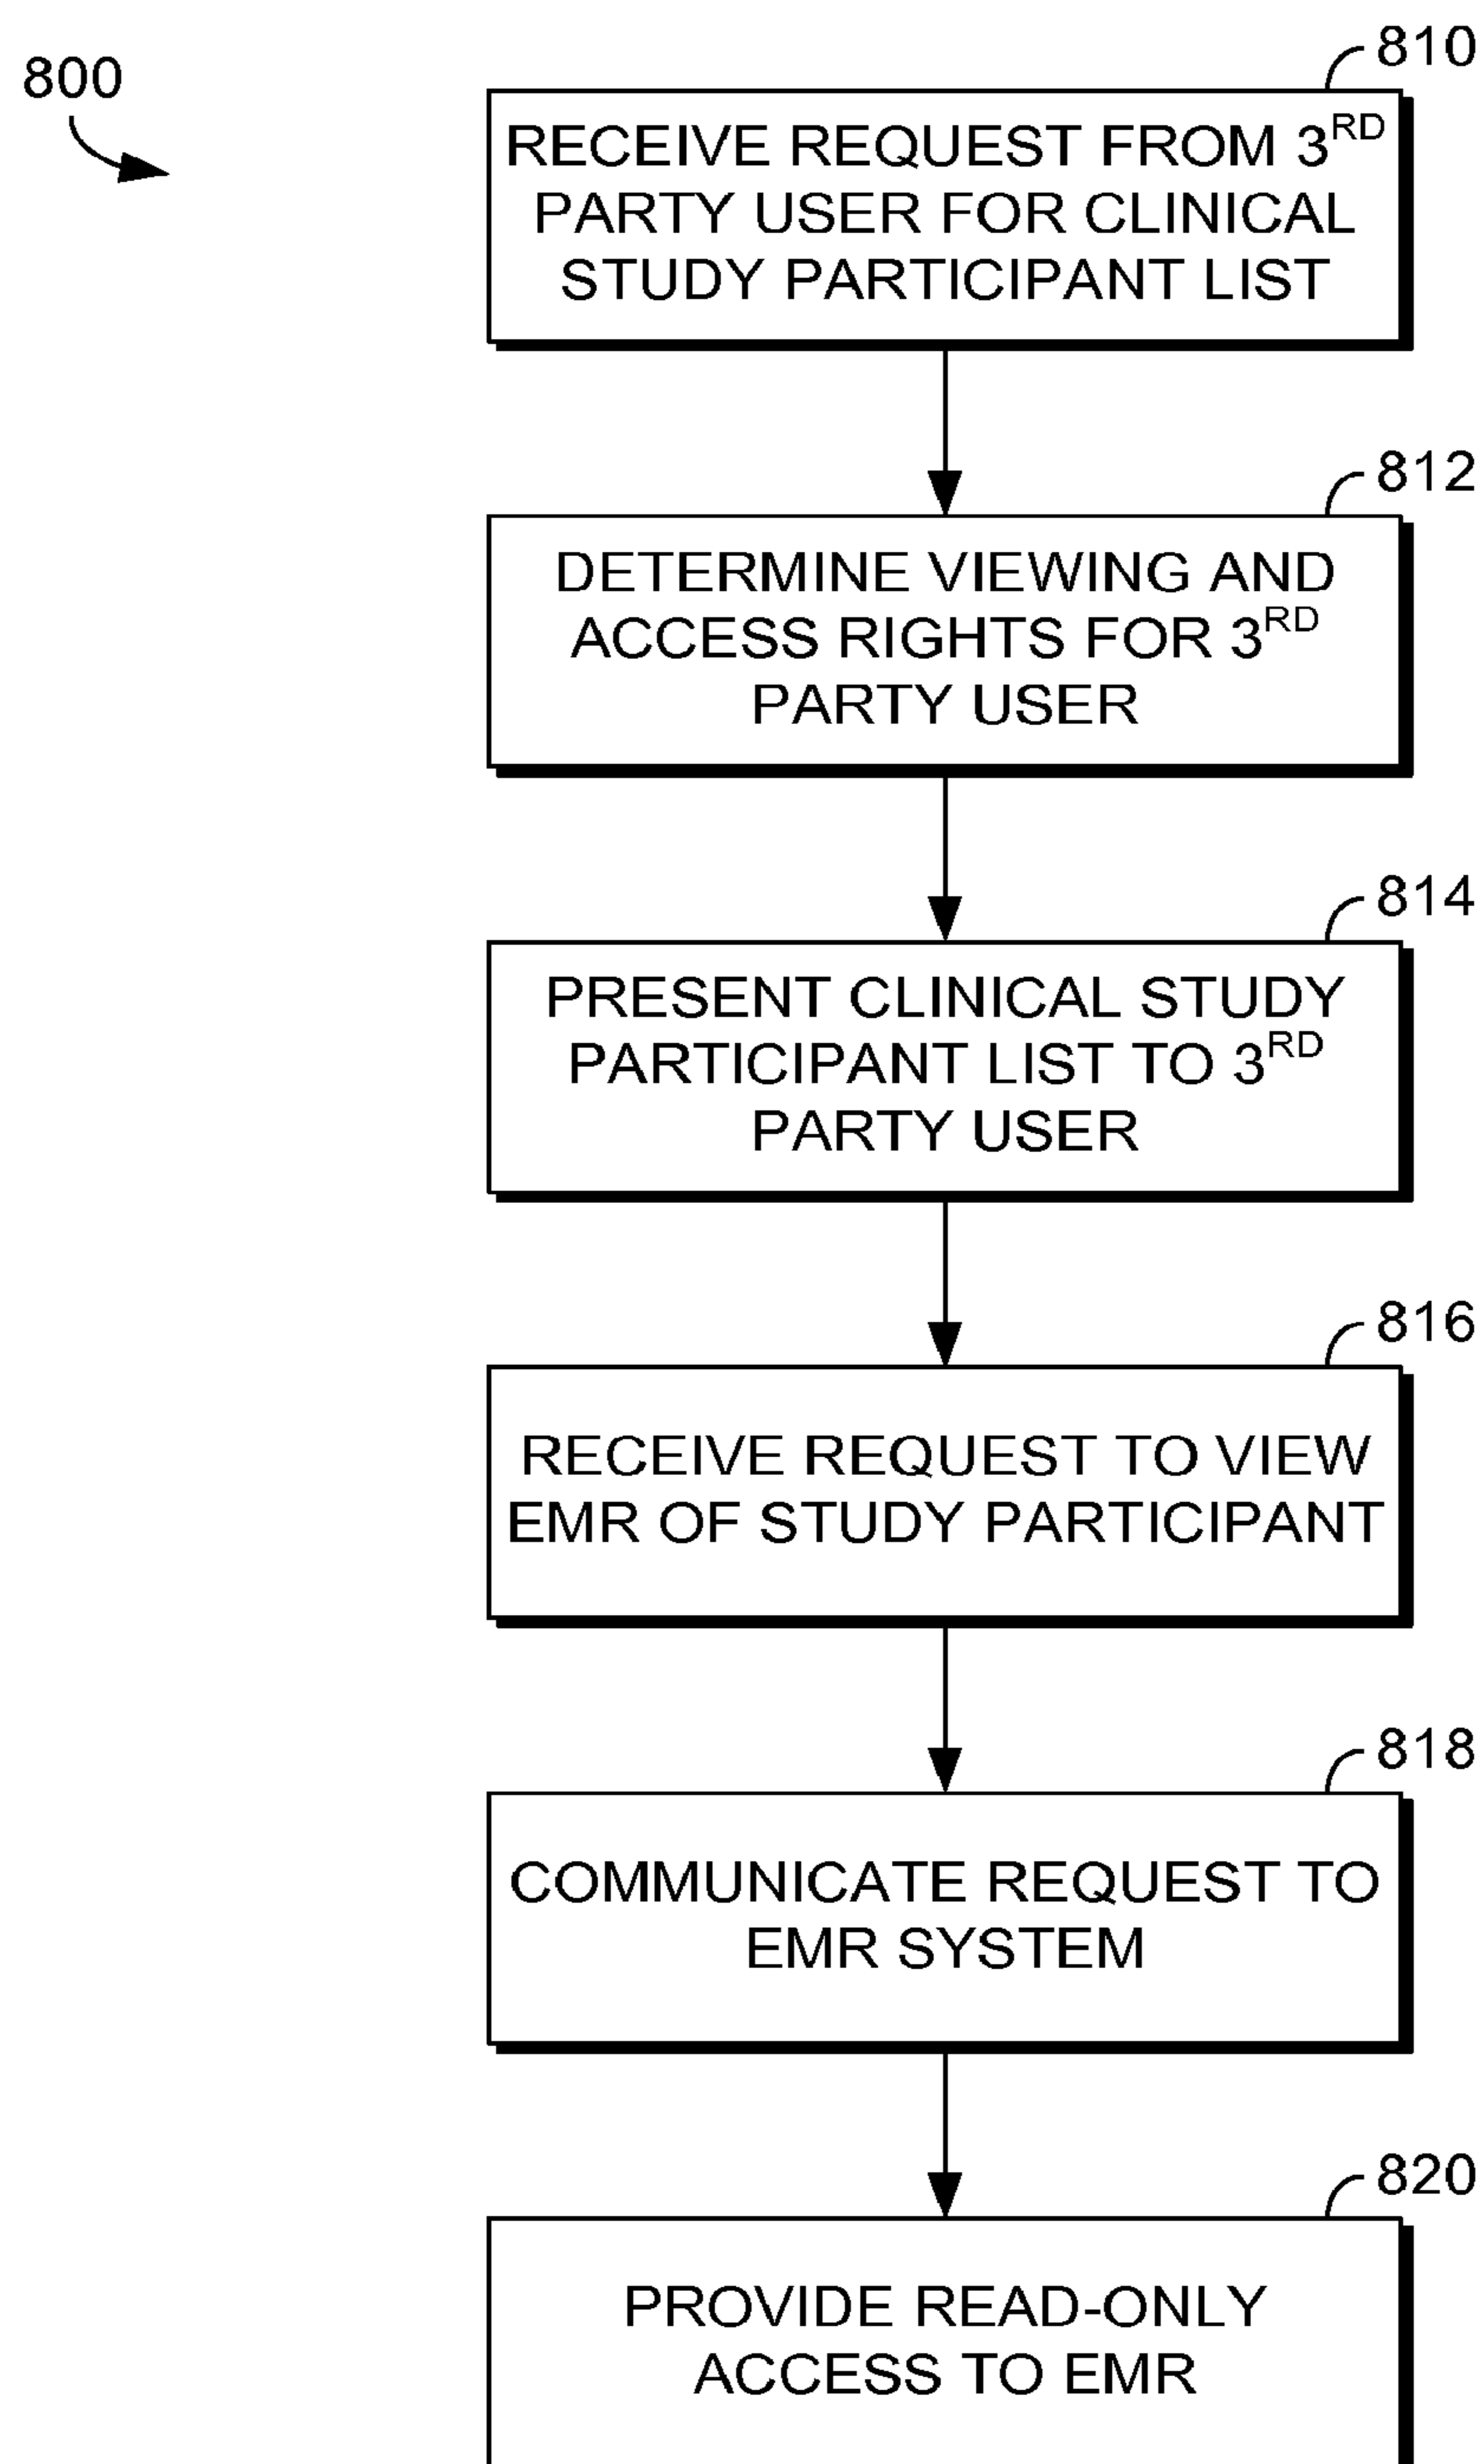 800
810
RECEIVE REQUEST FROM 3RD
PARTY USER FOR CLINICAL
STUDY PARTICIPANT LIST
812
DETERMINE VIEWING AND
ACCESS RIGHTS FOR 3RD
PARTY USER
814
PRESENT CLINICAL STUDY
PARTICIPANT LIST TO 3RD
PARTY USER
816
RECEIVE REQUEST TO VIEW
EMR OF STUDY PARTICIPANT
818
COMMUNICATE REQUEST TO
EMR SYSTEM
820
PROVIDE READ-ONLY
ACCESS TO EMR